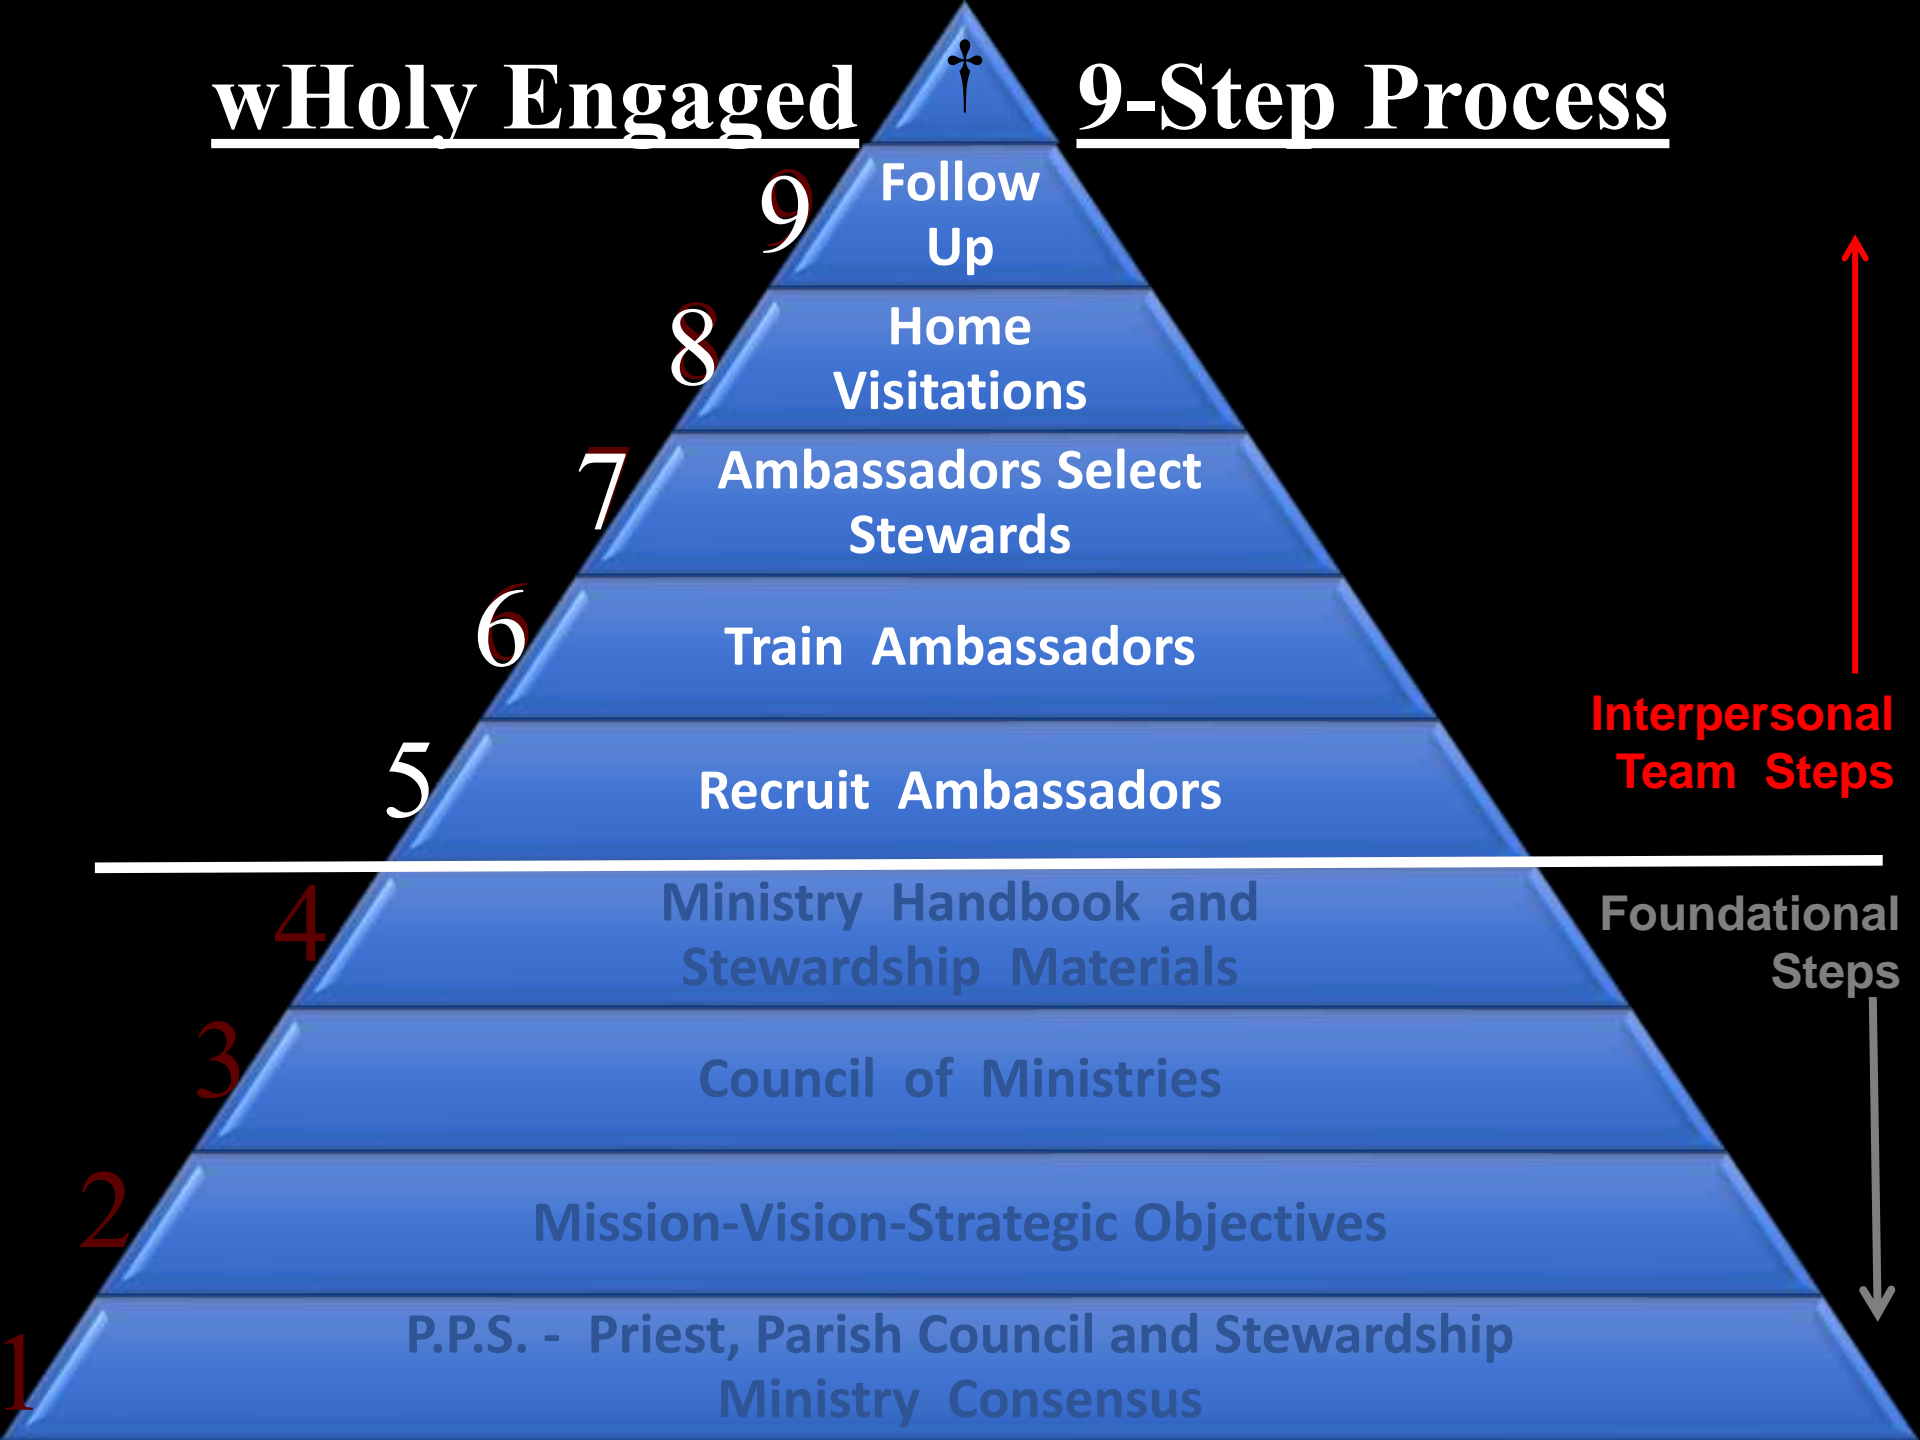 wHoly Engaged 9-Step Process
†
9
Follow
Up
8
Home
Visitations
7
Ambassadors Select
Stewards
6
Train Ambassadors
Interpersonal
Team Steps
5
Recruit Ambassadors
4
Ministry Handbook and
Stewardship Materials
Foundational
Steps
3
Council of Ministries
2
Mission-Vision-Strategic Objectives
1
P.P.S. - Priest, Parish Council and Stewardship
Ministry Consensus